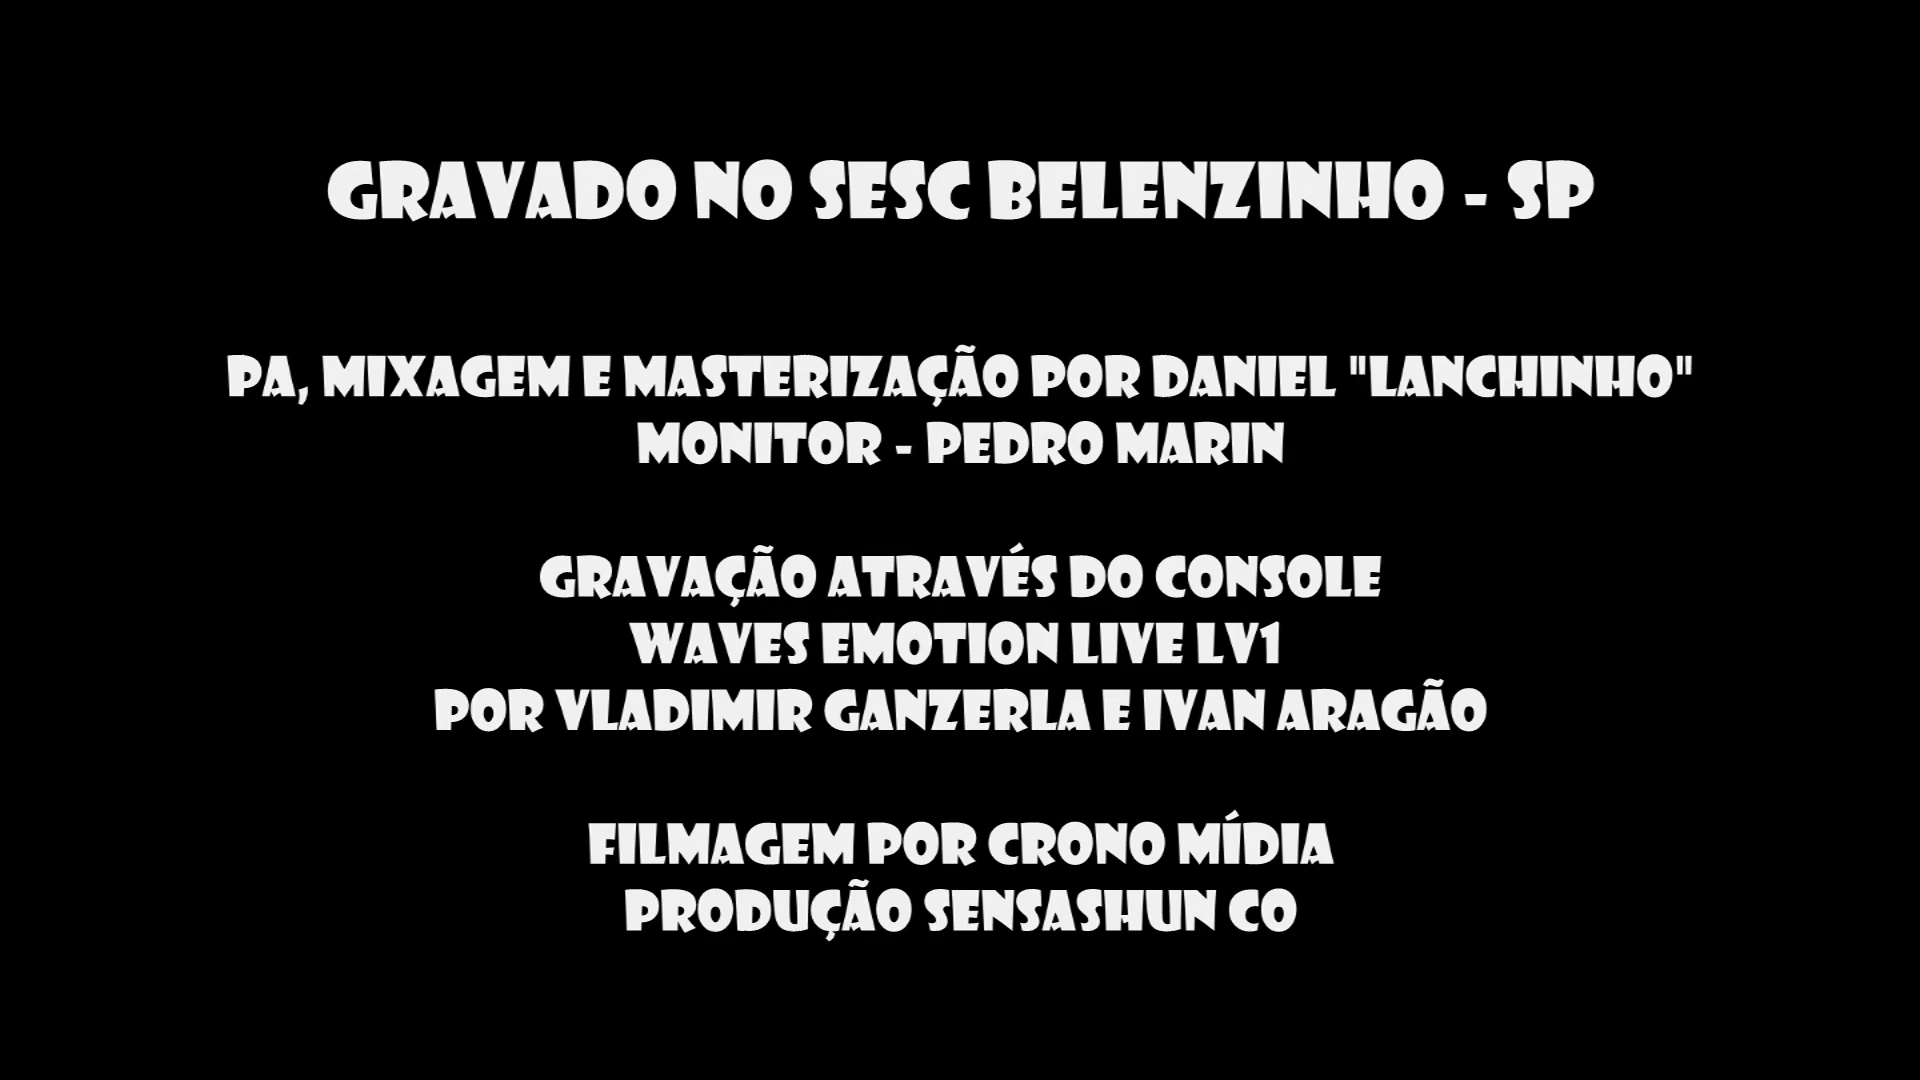 GRAVADO NO SESC BELENZINHO - SP
PA, MIXAGEM E MASTERIZAÇÃO POR DANIEL "LANCHINHO"
MONITOR - PEDRO MARIN
GRAVAÇÃO ATRAVÉS DO CONSOLE
WAVES EMOTION LIVE LV1
POR VLADIMIR GANZERLA E IVAN ARAGÃO
FILMAGEM POR CRONO MÍDIA
PRODUÇÃO SENSASHUN CO